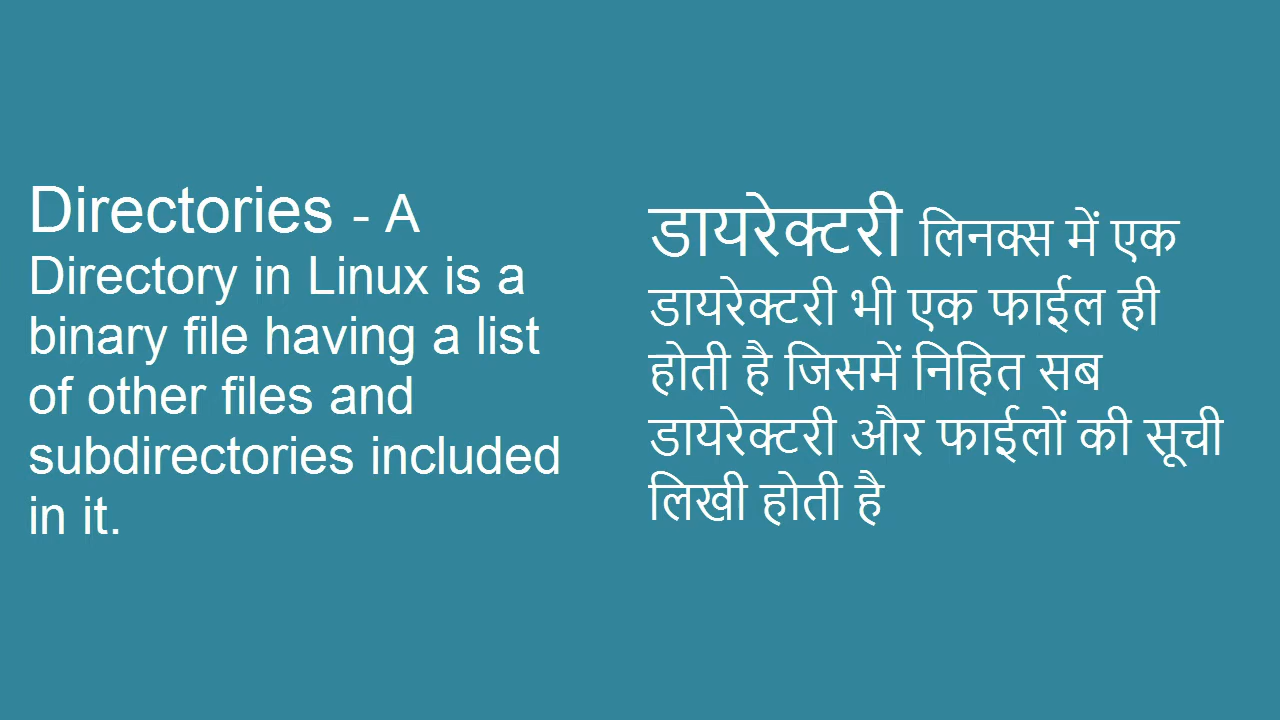 Directories - A
Directory in Linux is a
binary file having a list
of other files and
subdirectories included
in it.
डायरेक्टरी लिनक्स में एक
डायरेक्टरी भी एक फाईल ही
होती है जिसमें निहित सब
डायरेक्टरी और फाईलों की सूची
लिखी होती है